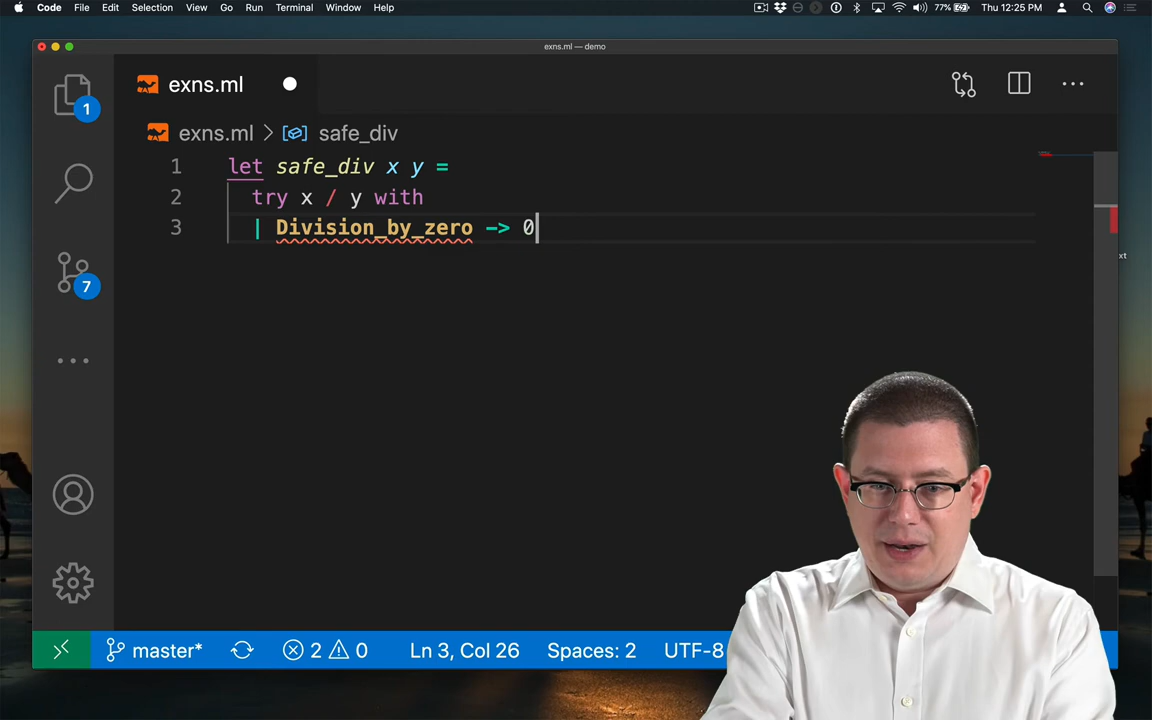 Code File Edit Selection View Go Run Terminal Window Help 77% Thu 12:25 PM
exns.ml — demo
exns.ml
1
exns.ml > safe_div
1 let safe_div x y =
2 try x / y with
3 | Division_by_zero -> 0
7
xt
master* 2 0 Ln 3, Col 26 Spaces: 2 UTF-8